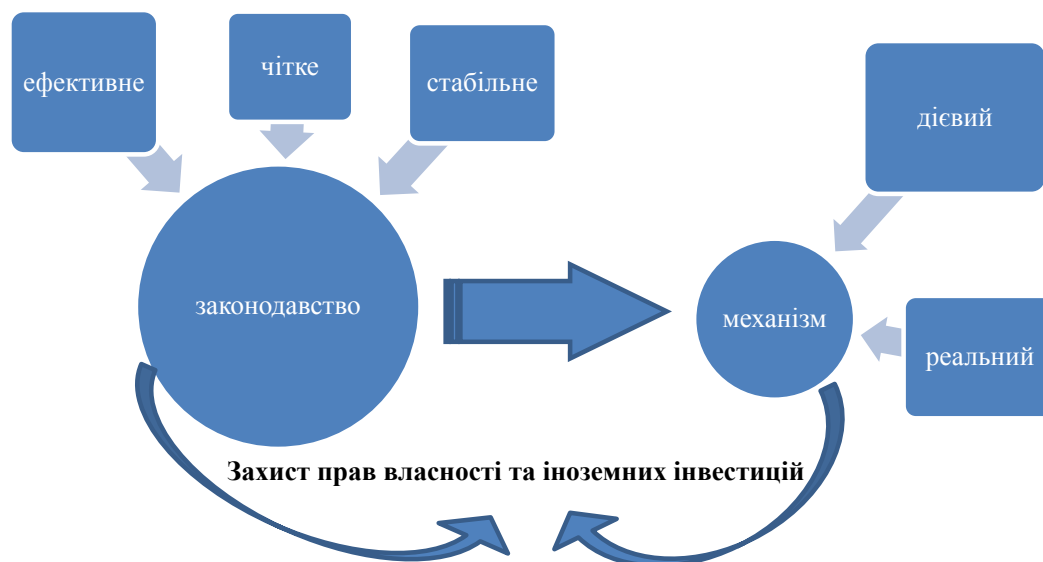 ефективне
чітке
стабільне
дієвий
законодавство
механізм
реальний
Захист прав власності та іноземних інвестицій